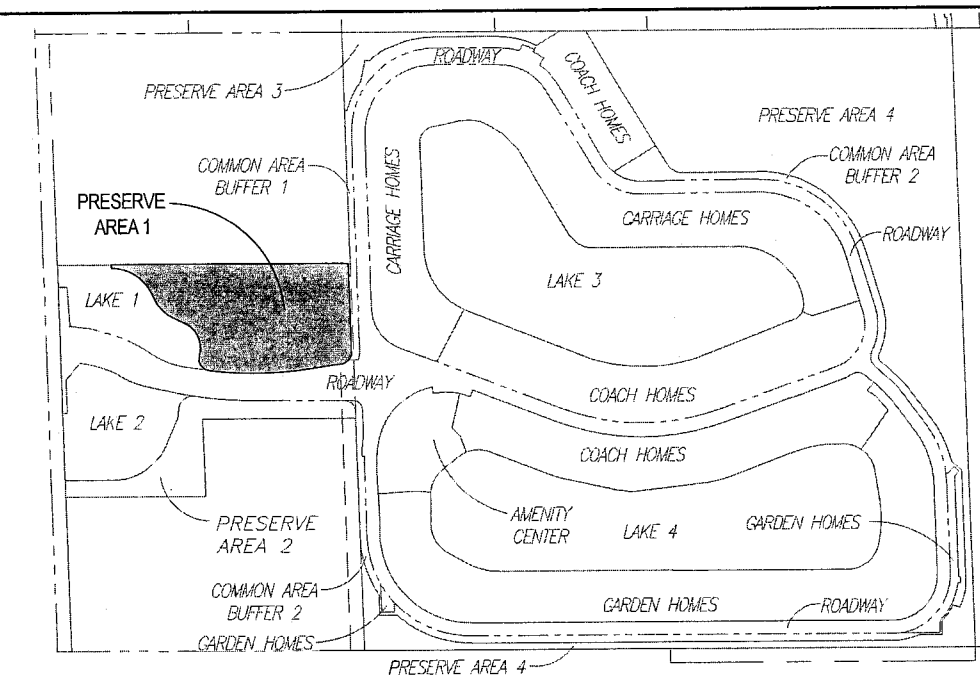 ROADWAY
COACH HOMES
PRESERVE AREA 3
PRESERVE AREA 4
COMMON AREA
BUFFER 1
COMMON AREA
BUFFER 2
PRESERVE
AREA 1
CARRIAGE HOMES
CARRIAGE HOMES
ROADWAY
LAKE 1
LAKE 3
ROADWAY
COACH HOMES
LAKE 2
COACH HOMES
PRESERVE
AREA 2
AMENITY
CENTER
LAKE 4
GARDEN HOMES
COMMON AREA
BUFFER 2
GARDEN HOMES
GARDEN HOMES
ROADWAY
PRESERVE AREA 4